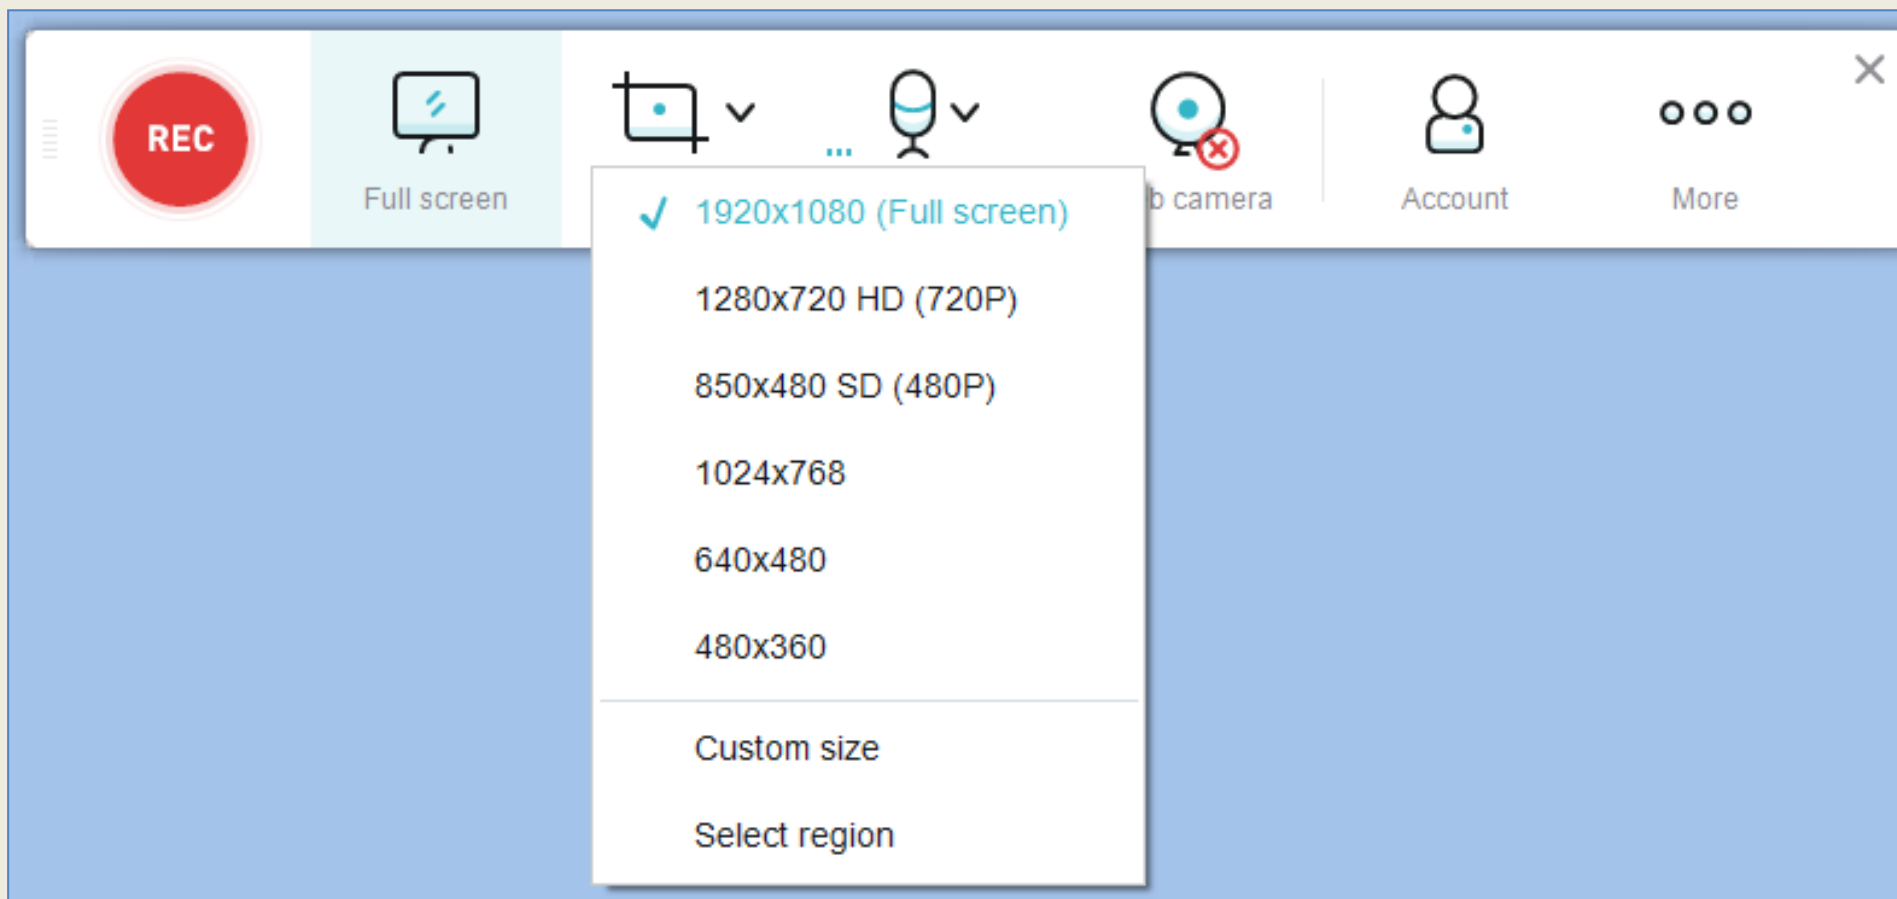 REC
Full screen
b camera
Account
More
1920x1080 (Full screen)
1280x720 HD (720P)
850x480 SD (480P)
1024x768
640x480
480x360
Custom size
Select region